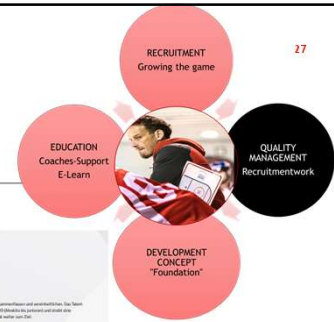 RECRUITMENT
Growing the game
27
EDUCATION
Coaches-Support
E-Learn
QUALITY
MANAGEMENT
Recruitmentwork
DEVELOPMENT
CONCEPT
"Foundation"